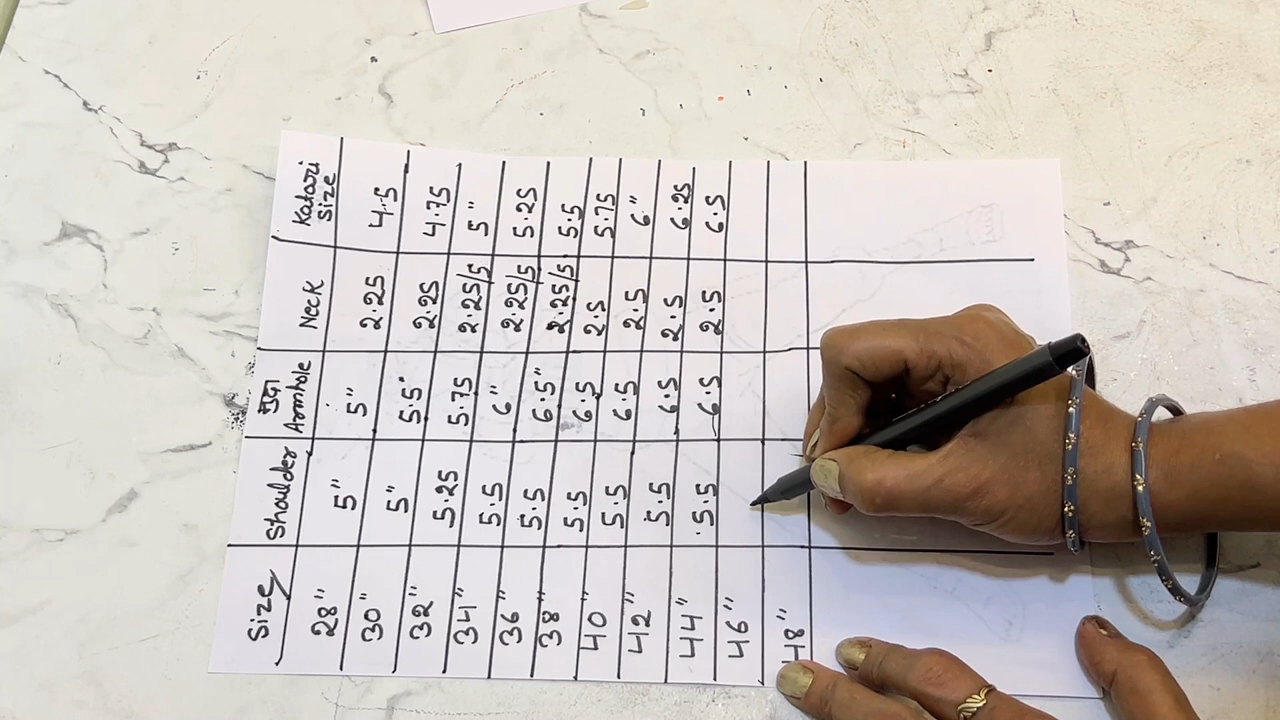 Size Shoulder Armhole Neck Katori Size
28" 5" 5" 2.25 4.5
30" 5" 5.5" 2.25 4.75
32" 5.25 5.75 2.25/5 5"
34" 5.5 6" 2.25/5 5.25
36" 5.5 6.5" 2.25/5 5.5
38" 5.5 6.5 2.5 5.75
40" 5.5 6.5 2.5 6"
42" 5.5 6.5 2.5 6.25
44" 5.5 6.5 2.5 6.5
46"
48"